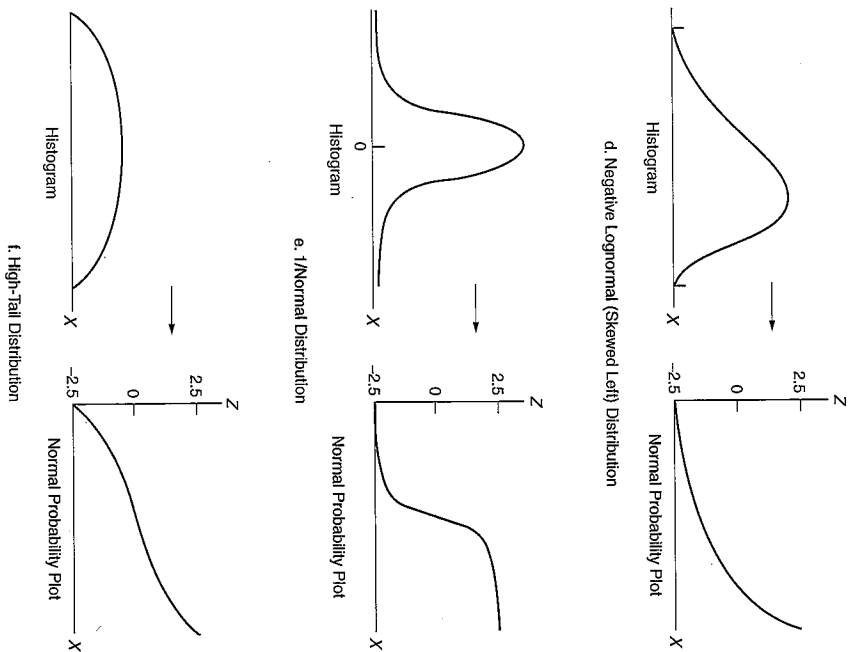 Z
2.5
0
−2.5
X
X
Histogram
Normal Probability Plot
d. Negative Lognormal (Skewed Left) Distribution
Z
2.5
0
−2.5
0
X
X
Histogram
Normal Probability Plot
e. 1/Normal Distribution
Z
2.5
0
−2.5
X
X
Histogram
Normal Probability Plot
f. High-Tail Distribution